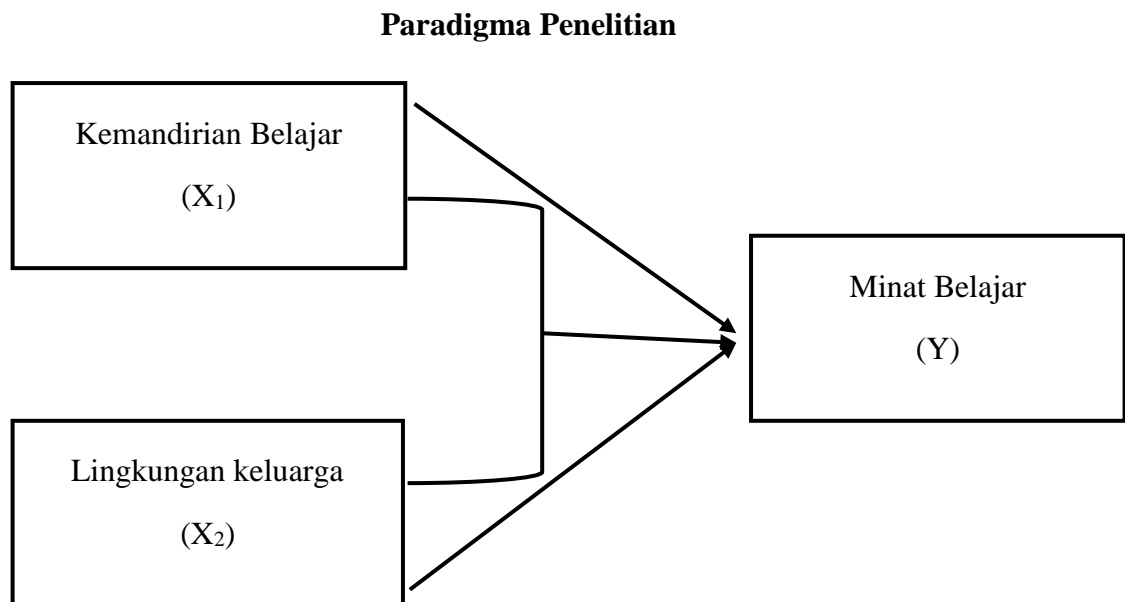 Paradigma Penelitian
Kemandirian Belajar
(X₁)
Minat Belajar
(Y)
Lingkungan keluarga
(X₂)